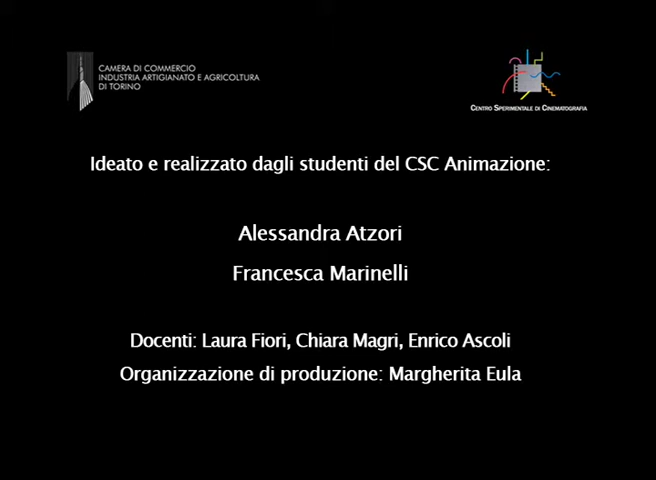 CAMERA DI COMMERCIO
INDUSTRIA ARTIGIANATO E AGRICOLTURA
DI TORINO
CENTRO SPERIMENTALE DI CINEMATOGRAFIA
Ideato e realizzato dagli studenti del CSC Animazione:
Alessandra Atzori
Francesca Marinelli
Docenti: Laura Fiori, Chiara Magri, Enrico Ascoli
Organizzazione di produzione: Margherita Eula